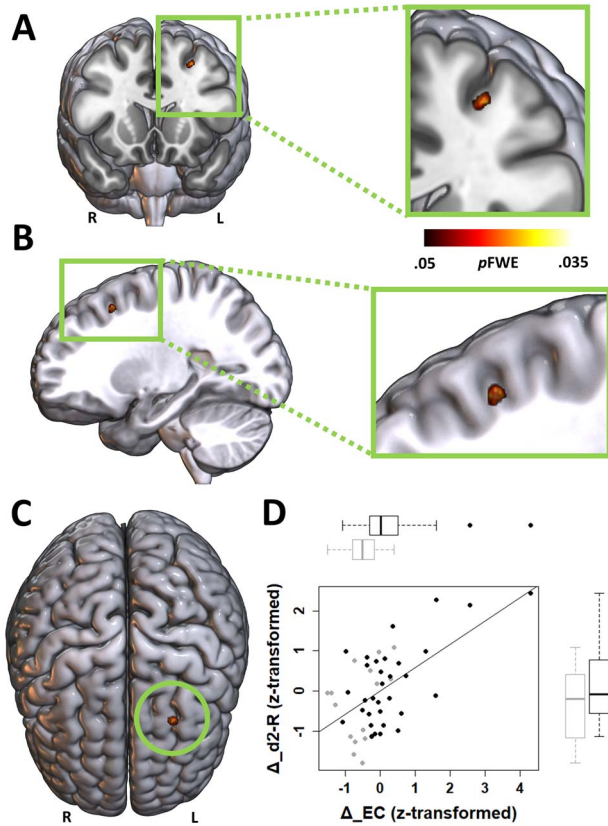 A
R L
.05 pFWE .035
B
C
R L
D
Δ_d2-R (z-transformed)
2
1
0
-1
-1 0 1 2 3 4
Δ_EC (z-transformed)